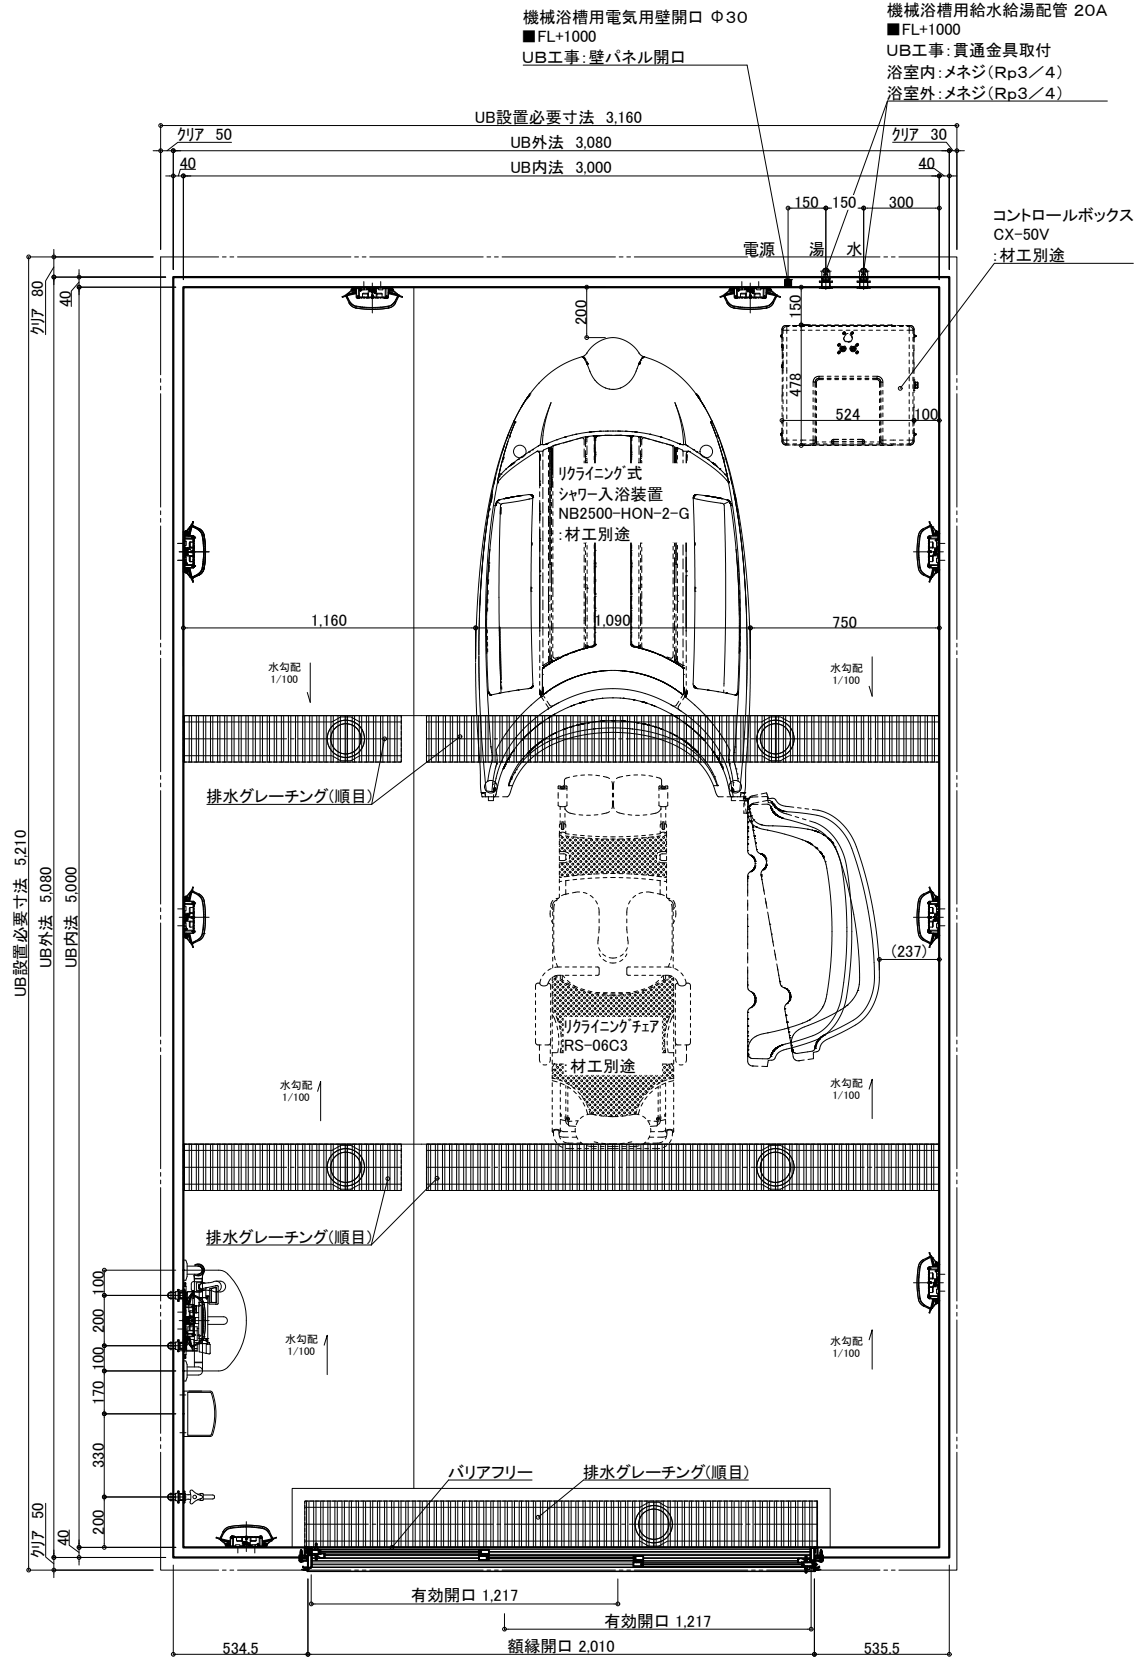 機械浴槽用電気用壁開口 Φ30
■FL+1000
UB工事:壁パネル開口
機械浴槽用給水給湯配管 20A
■FL+1000
UB工事:貫通金具取付
浴室内:メネジ(Rp3/4)
浴室外:メネジ(Rp3/4)
UB設置必要寸法 3,160
クリア 50
UB外法 3,080
クリア 30
40
UB内法 3,000
40
150
150
300
コントロールボックス
CX-50V
:材工別途
電源
湯
水
クリア 80
40
200
150
478
524
100
リクライニング式
シャワー入浴装置
NB2500-HON-2-G
:材工別途
1,160
1,090
750
水勾配
1/100
水勾配
1/100
排水グレーチング(順目)
UB設置必要寸法 5,210
UB外法 5,080
UB内法 5,000
(237)
リクライニングチェア
RS-06C3
:材工別途
水勾配
1/100
水勾配
1/100
排水グレーチング(順目)
100
200
100
170
330
200
水勾配
1/100
水勾配
1/100
バリアフリー
排水グレーチング(順目)
クリア 50
40
有効開口 1,217
有効開口 1,217
534.5
額縁開口 2,010
535.5